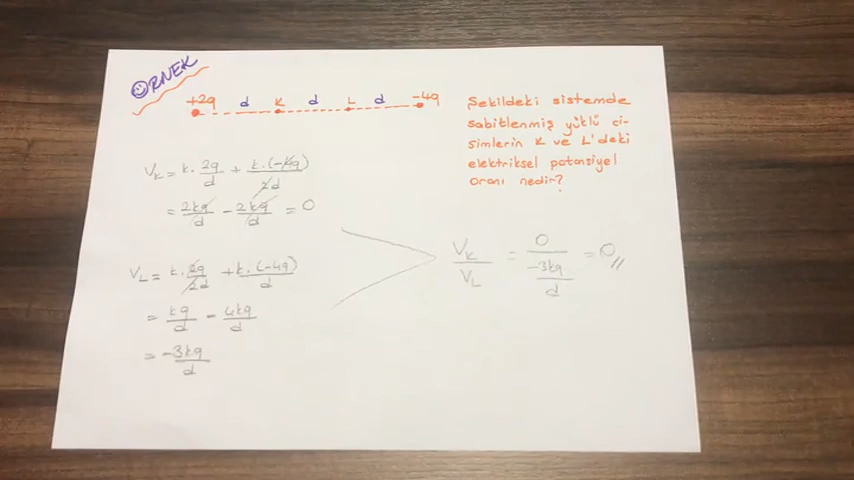 ÖRNEK
+2q d K d L d -4q
Şekildeki sistemde
sabitlenmiş yüklü ci-
simlerin K ve L'deki
elektriksel potansiyel
oranı nedir?
V_K = k. 2q/d + k.(-4q)/2d
= 2kq/d - 2kq/d = 0
V_L = k. 2q/2d + k.(-4q)/d
= kq/d - 4kq/d
= -3kq/d
V_K/V_L = 0/(-3kq/d) = 0//